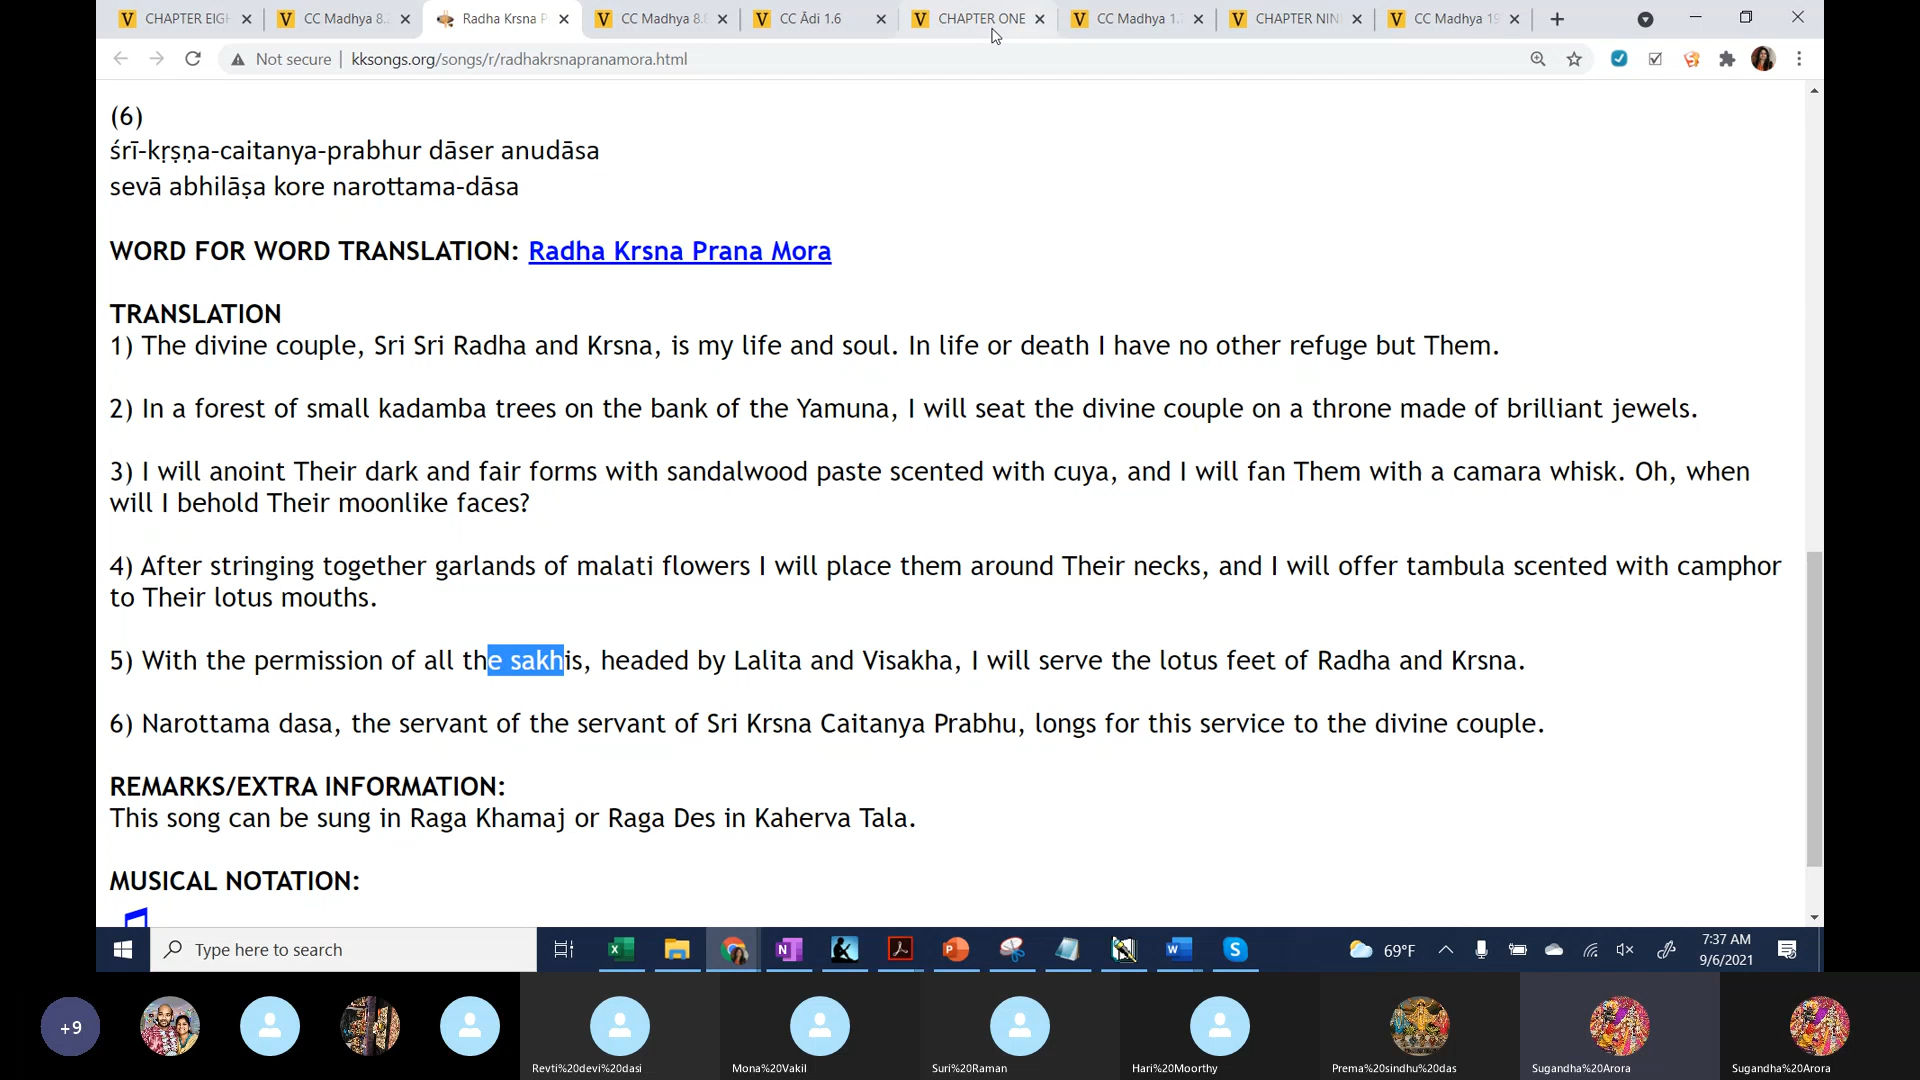 CHAPTER EIGH
CC Madhya 8.2
Radha Krsna P
CC Madhya 8.
CC Ādi 1.6
CHAPTER ONE
CC Madhya 1.
CHAPTER NIN
CC Madhya 19
Not secure
kksongs.org/songs/r/radhakrsnapranamora.html
(6)
śrī-kṛṣṇa-caitanya-prabhur dāser anudāsa
sevā abhilāṣa kore narottama-dāsa
WORD FOR WORD TRANSLATION: Radha Krsna Prana Mora
TRANSLATION
1) The divine couple, Sri Sri Radha and Krsna, is my life and soul. In life or death I have no other refuge but Them.
2) In a forest of small kadamba trees on the bank of the Yamuna, I will seat the divine couple on a throne made of brilliant jewels.
3) I will anoint Their dark and fair forms with sandalwood paste scented with cuya, and I will fan Them with a camara whisk. Oh, when
will I behold Their moonlike faces?
4) After stringing together garlands of malati flowers I will place them around Their necks, and I will offer tambula scented with camphor
to Their lotus mouths.
5) With the permission of all the sakhis, headed by Lalita and Visakha, I will serve the lotus feet of Radha and Krsna.
6) Narottama dasa, the servant of the servant of Sri Krsna Caitanya Prabhu, longs for this service to the divine couple.
REMARKS/EXTRA INFORMATION:
This song can be sung in Raga Khamaj or Raga Des in Kaherva Tala.
MUSICAL NOTATION:
Type here to search
69°F
7:37 AM
9/6/2021
+9
Revti%20devi%20dasi
Mona%20Vakil
Suri%20Raman
Hari%20Moorthy
Prema%20sindhu%20das
Sugandha%20Arora
Sugandha%20Arora